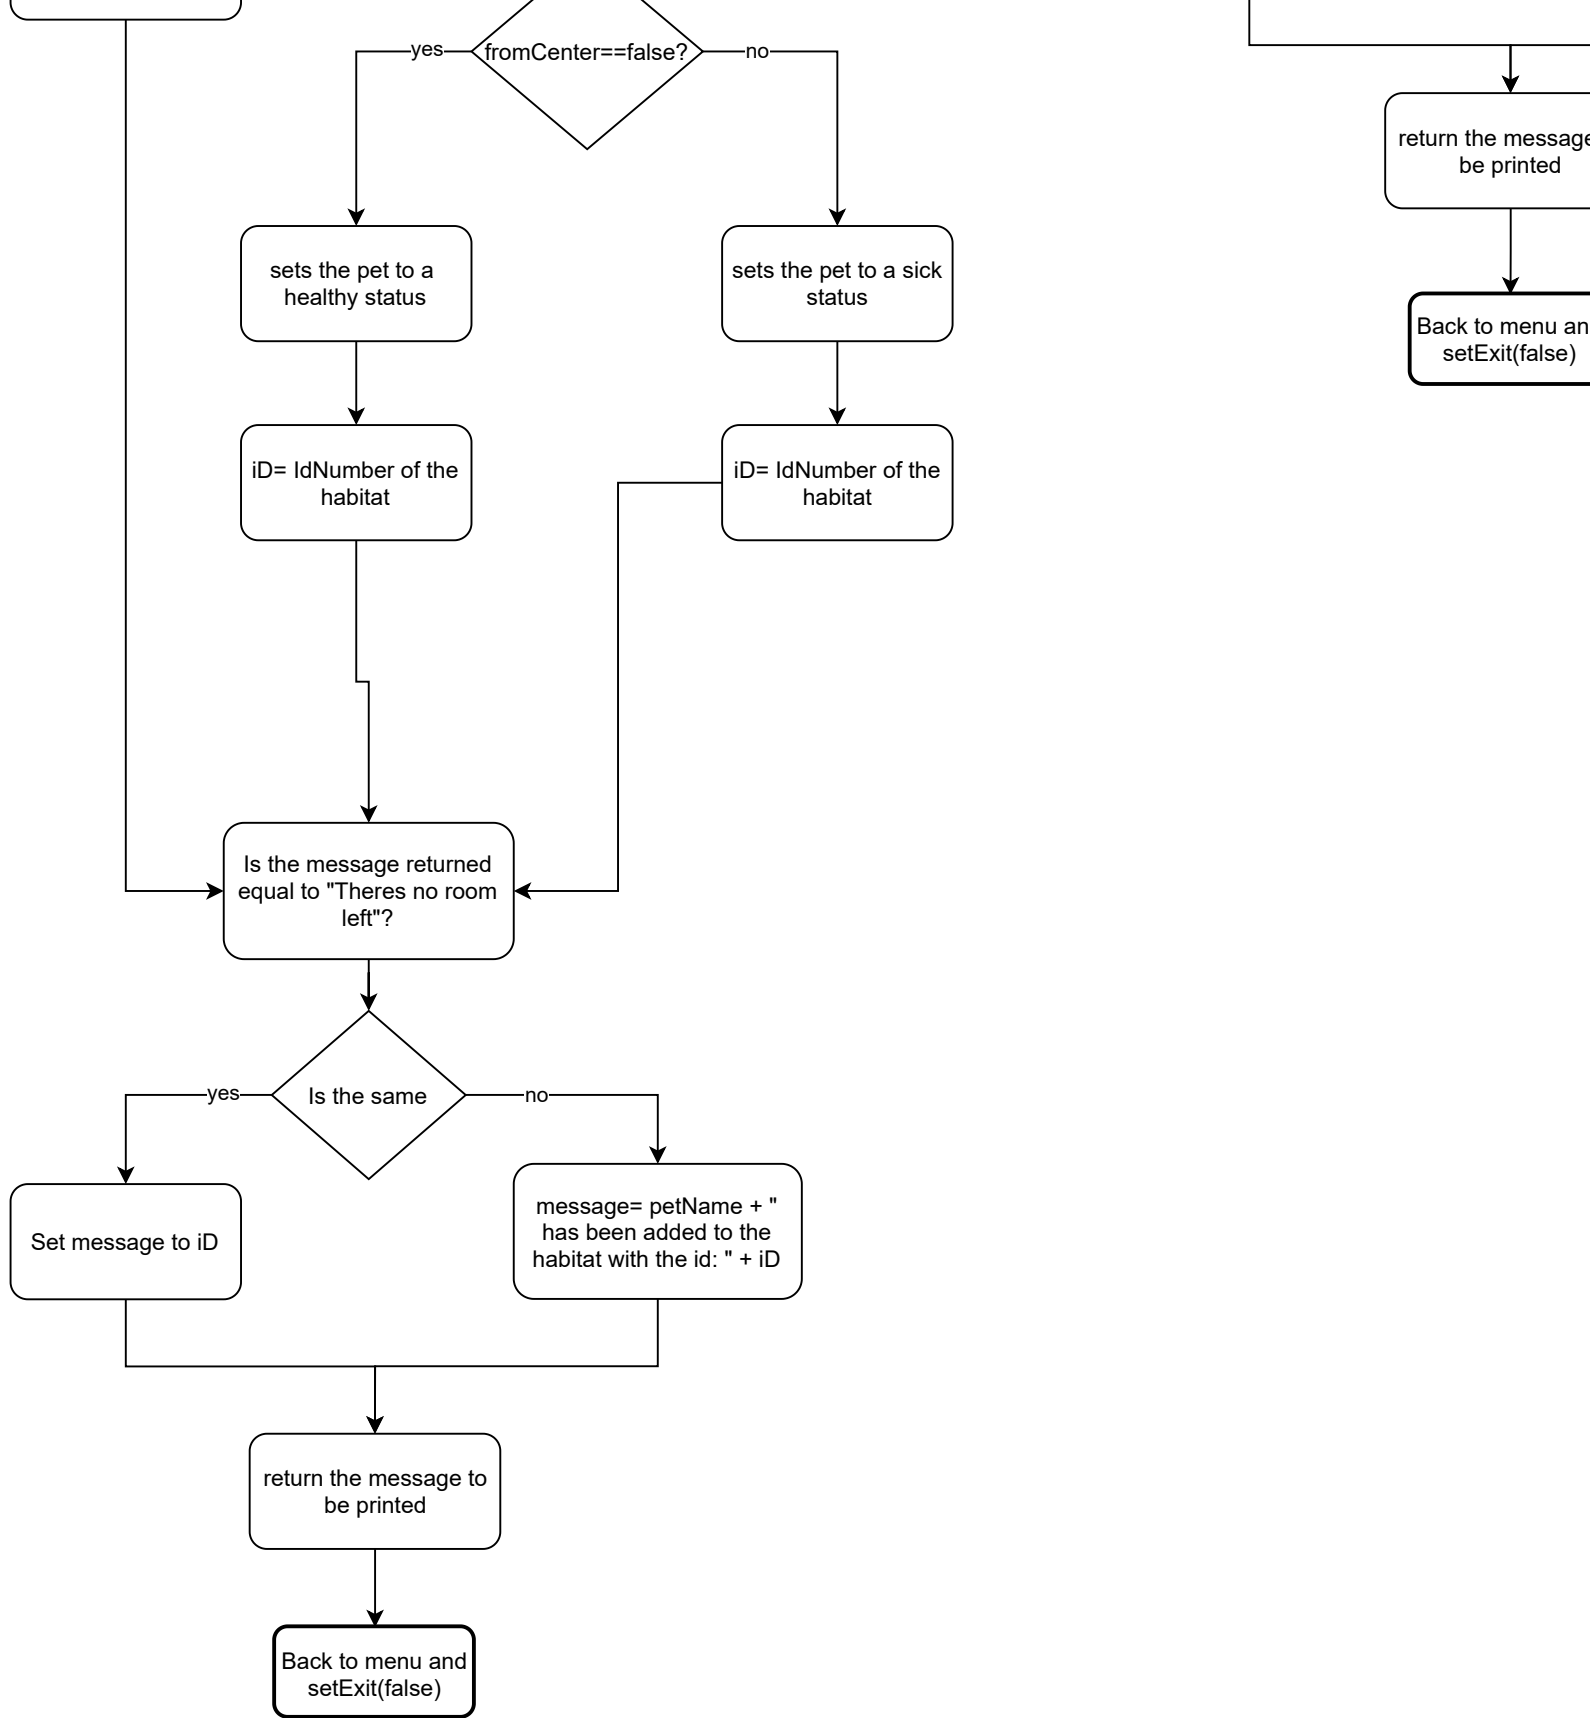 yes
fromCenter==false?
no
sets the pet to a
healthy status
sets the pet to a sick
status
iD= IdNumber of the
habitat
iD= IdNumber of the
habitat
Is the message returned
equal to "Theres no room
left"?
yes
Is the same
no
Set message to iD
message= petName + "
has been added to the
habitat with the id: " + iD
return the message to
be printed
Back to menu and
setExit(false)
return the message
be printed
Back to menu
setExit(false)